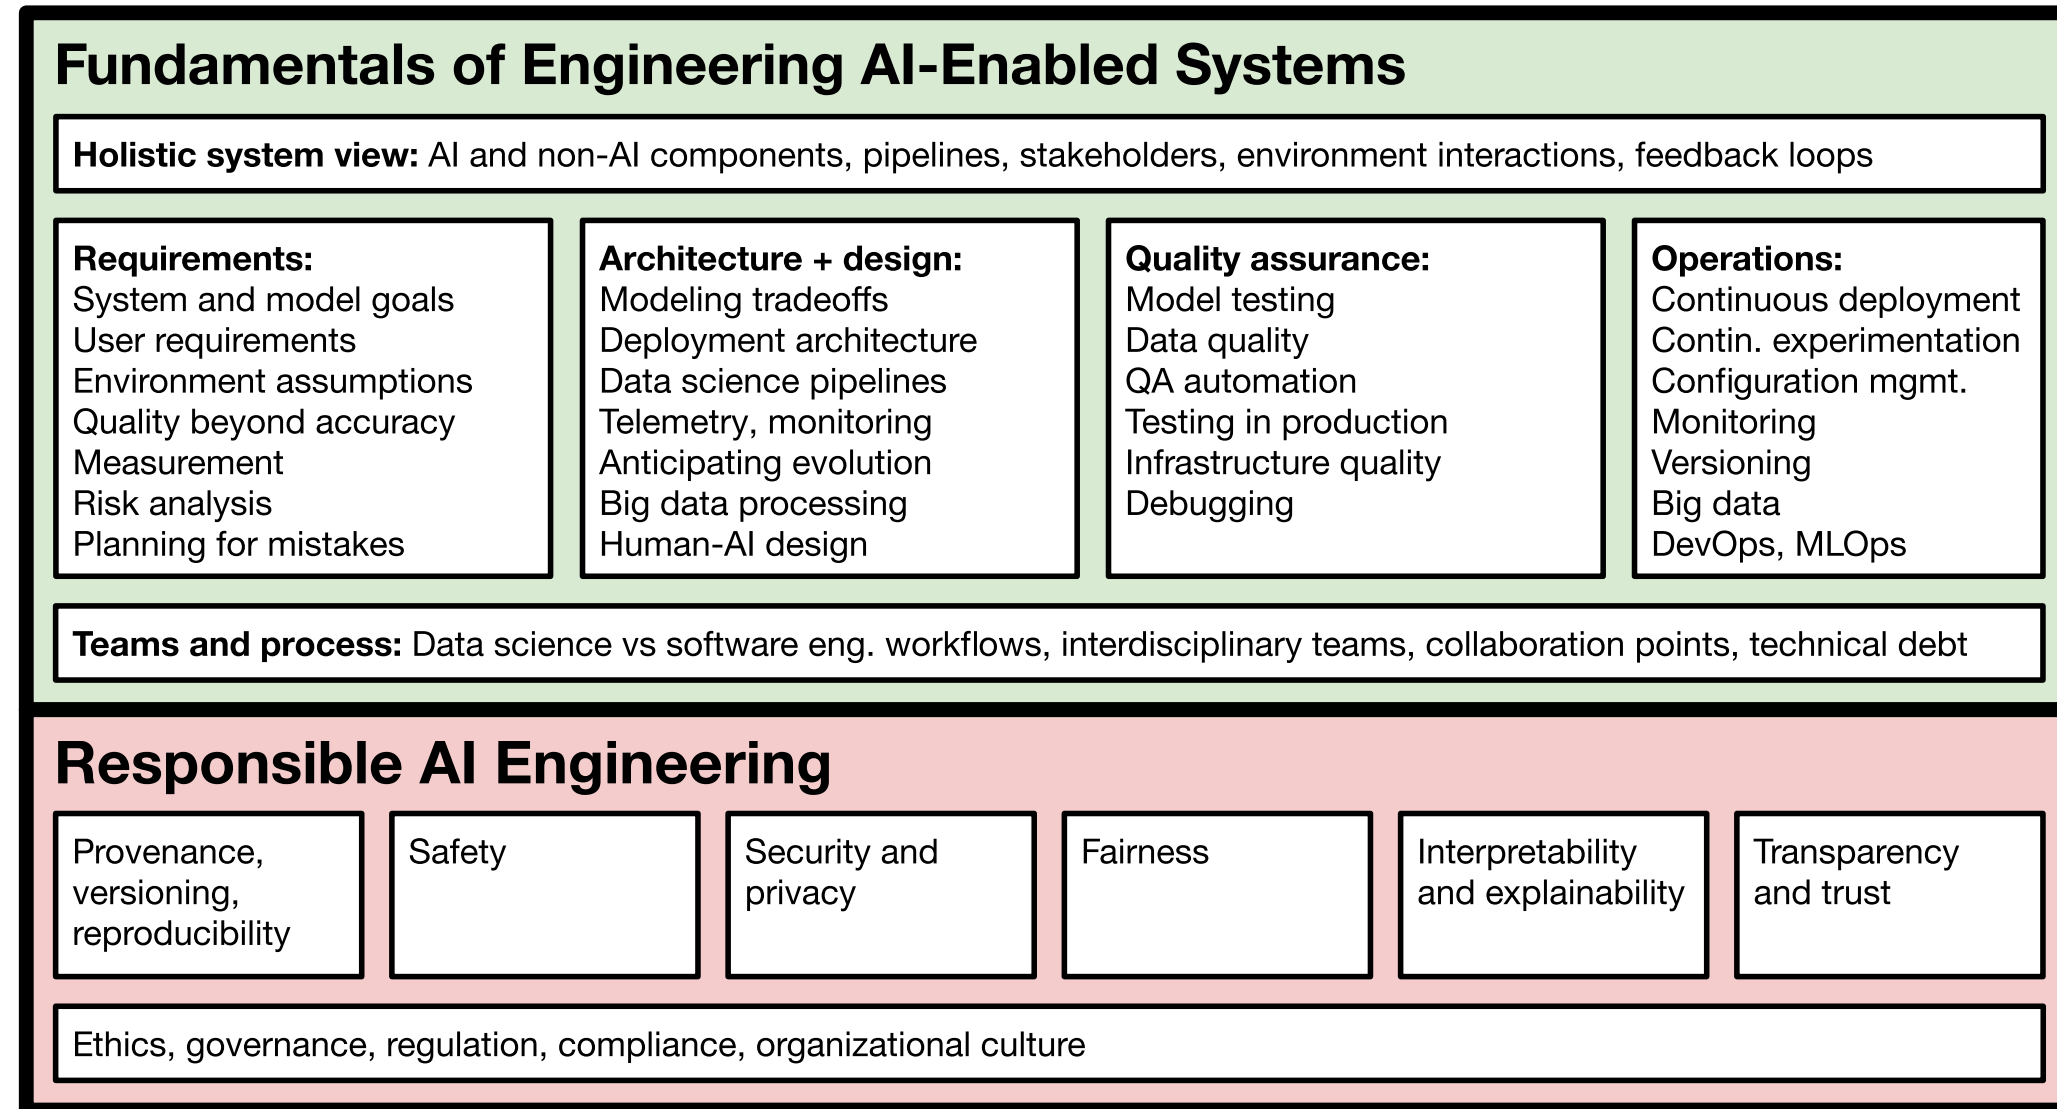 Fundamentals of Engineering AI-Enabled Systems
Holistic system view: AI and non-AI components, pipelines, stakeholders, environment interactions, feedback loops
Requirements:
System and model goals
User requirements
Environment assumptions
Quality beyond accuracy
Measurement
Risk analysis
Planning for mistakes
Architecture + design:
Modeling tradeoffs
Deployment architecture
Data science pipelines
Telemetry, monitoring
Anticipating evolution
Big data processing
Human-AI design
Quality assurance:
Model testing
Data quality
QA automation
Testing in production
Infrastructure quality
Debugging
Operations:
Continuous deployment
Contin. experimentation
Configuration mgmt.
Monitoring
Versioning
Big data
DevOps, MLOps
Teams and process: Data science vs software eng. workflows, interdisciplinary teams, collaboration points, technical debt
Responsible AI Engineering
Provenance,
versioning,
reproducibility
Safety
Security and
privacy
Fairness
Interpretability
and explainability
Transparency
and trust
Ethics, governance, regulation, compliance, organizational culture